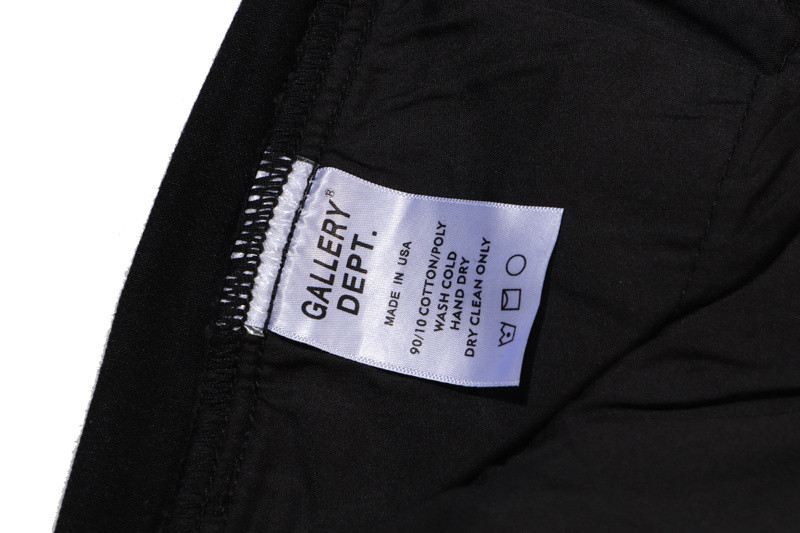 GALLERY®
DEPT.
MADE IN USA
90/10 COTTON/POLY
WASH COLD
HAND DRY
DRY CLEAN ONLY